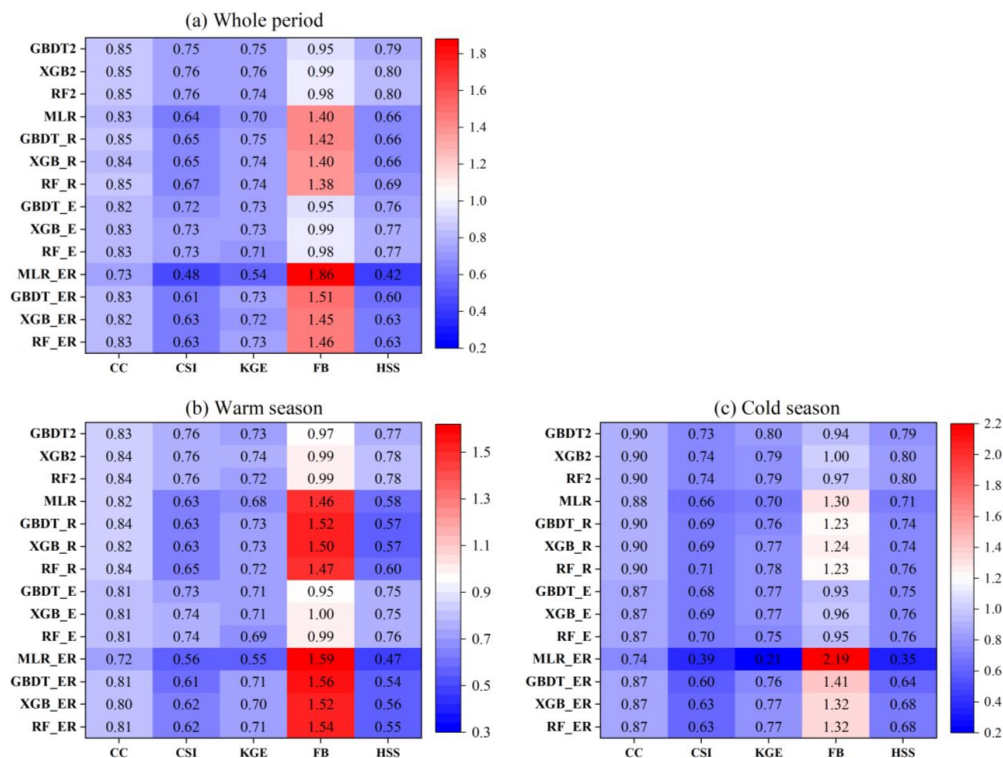 (a) Whole period
GBDT2 0.85 0.75 0.75 0.95 0.79
XGB2 0.85 0.76 0.76 0.99 0.80
RF2 0.85 0.76 0.74 0.98 0.80
MLR 0.83 0.64 0.70 1.40 0.66
GBDT_R 0.85 0.65 0.75 1.42 0.66
XGB_R 0.84 0.65 0.74 1.40 0.66
RF_R 0.85 0.67 0.74 1.38 0.69
GBDT_E 0.82 0.72 0.73 0.95 0.76
XGB_E 0.83 0.73 0.73 0.99 0.77
RF_E 0.83 0.73 0.71 0.98 0.77
MLR_ER 0.73 0.48 0.54 1.86 0.42
GBDT_ER 0.83 0.61 0.73 1.51 0.60
XGB_ER 0.82 0.63 0.72 1.45 0.63
RF_ER 0.83 0.63 0.73 1.46 0.63
CC CSI KGE FB HSS
1.8
1.6
1.4
1.2
1.0
0.8
0.6
0.4
0.2
(b) Warm season
GBDT2 0.83 0.76 0.73 0.97 0.77
XGB2 0.84 0.76 0.74 0.99 0.78
RF2 0.84 0.76 0.72 0.99 0.78
MLR 0.82 0.63 0.68 1.46 0.58
GBDT_R 0.84 0.63 0.73 1.52 0.57
XGB_R 0.82 0.63 0.73 1.50 0.57
RF_R 0.84 0.65 0.72 1.47 0.60
GBDT_E 0.81 0.73 0.71 0.95 0.75
XGB_E 0.81 0.74 0.71 1.00 0.75
RF_E 0.81 0.74 0.69 0.99 0.76
MLR_ER 0.72 0.56 0.55 1.59 0.47
GBDT_ER 0.81 0.61 0.71 1.56 0.54
XGB_ER 0.80 0.62 0.70 1.52 0.56
RF_ER 0.81 0.62 0.71 1.54 0.55
CC CSI KGE FB HSS
1.5
1.3
1.1
0.9
0.7
0.5
0.3
(c) Cold season
GBDT2 0.90 0.73 0.80 0.94 0.79
XGB2 0.90 0.74 0.79 1.00 0.80
RF2 0.90 0.74 0.79 0.97 0.80
MLR 0.88 0.66 0.70 1.30 0.71
GBDT_R 0.90 0.69 0.76 1.23 0.74
XGB_R 0.90 0.69 0.77 1.24 0.74
RF_R 0.90 0.71 0.78 1.23 0.76
GBDT_E 0.87 0.68 0.77 0.93 0.75
XGB_E 0.87 0.69 0.77 0.96 0.76
RF_E 0.87 0.70 0.75 0.95 0.76
MLR_ER 0.74 0.39 0.21 2.19 0.35
GBDT_ER 0.87 0.60 0.76 1.41 0.64
XGB_ER 0.87 0.63 0.77 1.32 0.68
RF_ER 0.87 0.63 0.77 1.32 0.68
CC CSI KGE FB HSS
2.2
2.0
1.8
1.6
1.4
1.2
1.0
0.8
0.6
0.4
0.2